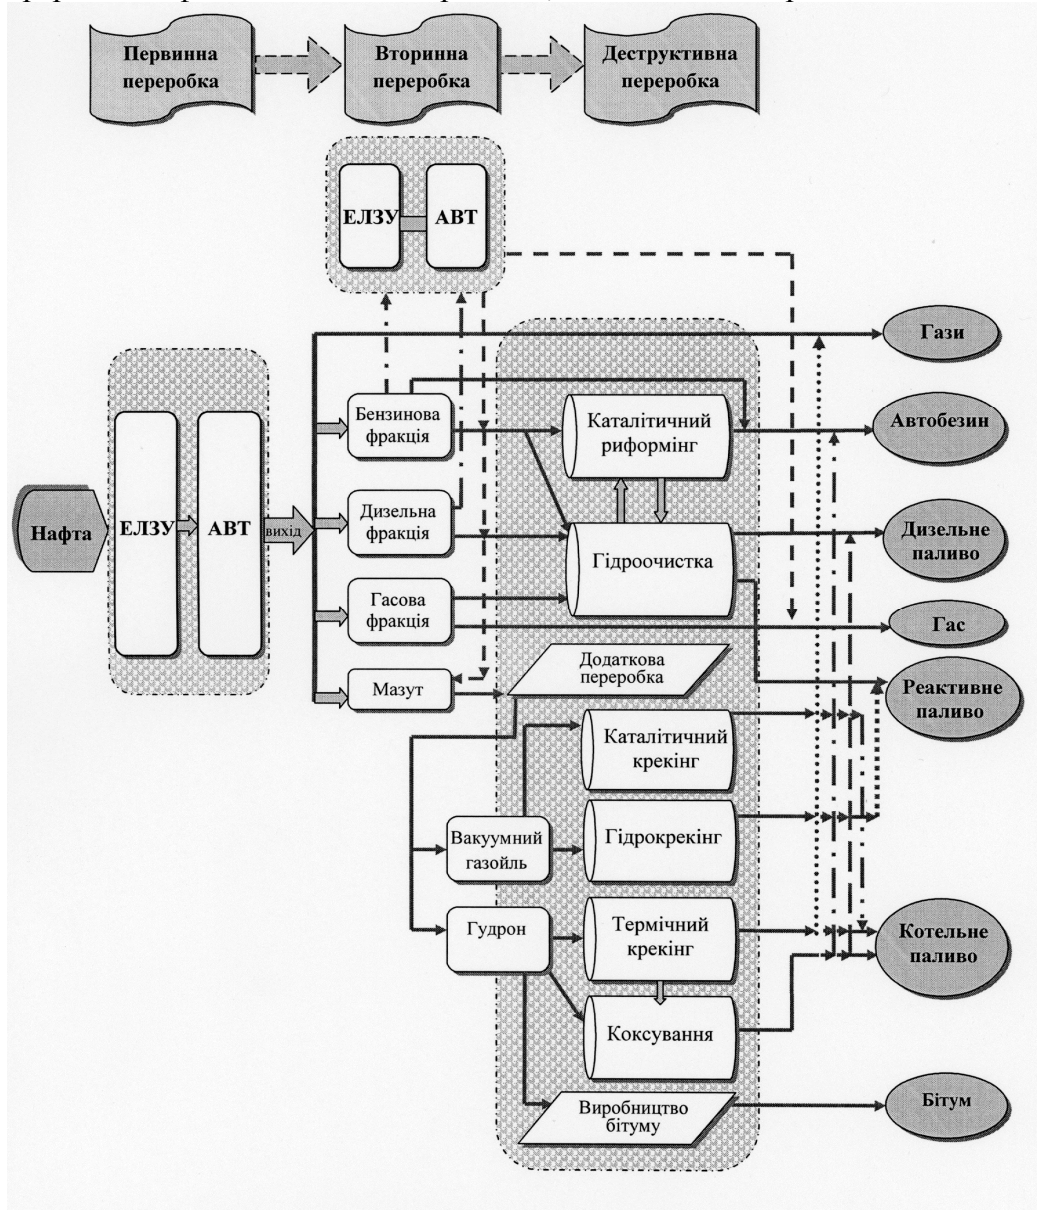 Первинна
переробка
Вторинна
переробка
Деструктивна
переробка
ЕЛЗУ
АВТ
Гази
Бензинова
фракція
Каталітичний
риформінг
Автобезин
Нафта
ЕЛЗУ
АВТ
вихід
Дизельна
фракція
Гідроочистка
Дизельне
паливо
Гасова
фракція
Гас
Мазут
Додаткова
переробка
Реактивне
паливо
Каталітичний
крекінг
Вакуумний
газойль
Гідрокрекінг
Гудрон
Термічний
крекінг
Котельне
паливо
Коксування
Виробництво
бітуму
Бітум